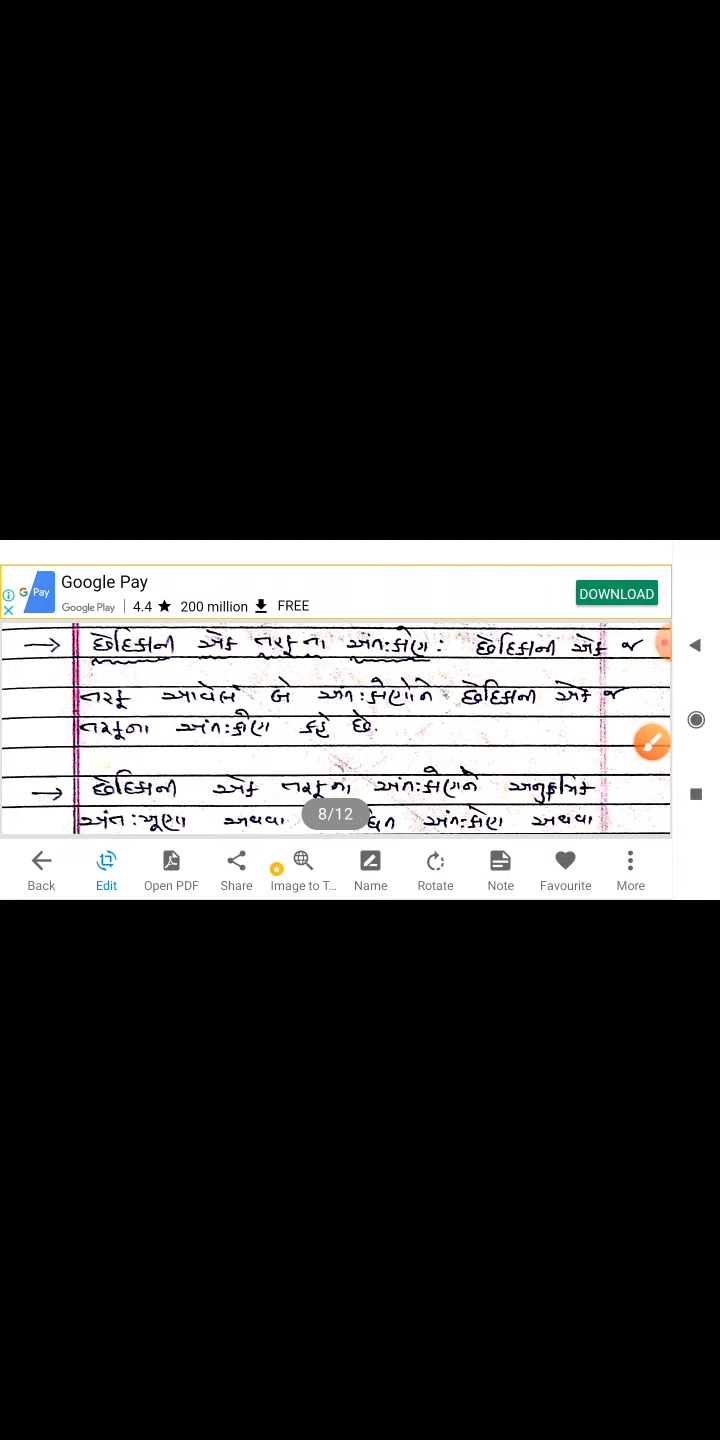 Google Pay
G Pay
Google Play | 4.4 ★ 200 million FREE
DOWNLOAD
→ છેદિકાની એક તરફના અંતઃકોણ : છેદિકાની એક જ
તરફ આવેલાં બે અંતઃકોણોને છેદિકાની એક જ
તરફના અંતઃકોણ કહે છે.
→ છેદિકાની એક તરફના અંતઃકોણને અનુક્રમિક
અંતઃખૂણા અથવા અંતઃકોણ અથવા
8/12
Back Edit Open PDF Share Image to T... Name Rotate Note Favourite More